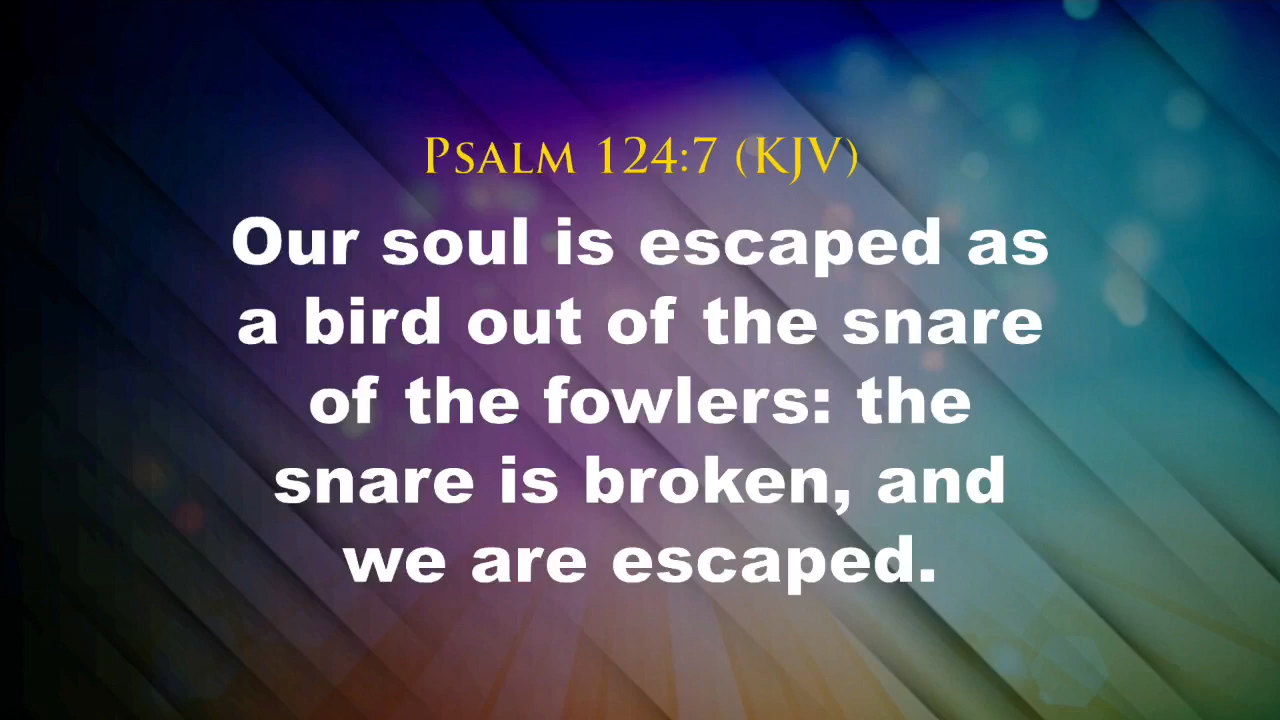 Psalm 124:7 (KJV)
Our soul is escaped as
a bird out of the snare
of the fowlers: the
snare is broken, and
we are escaped.